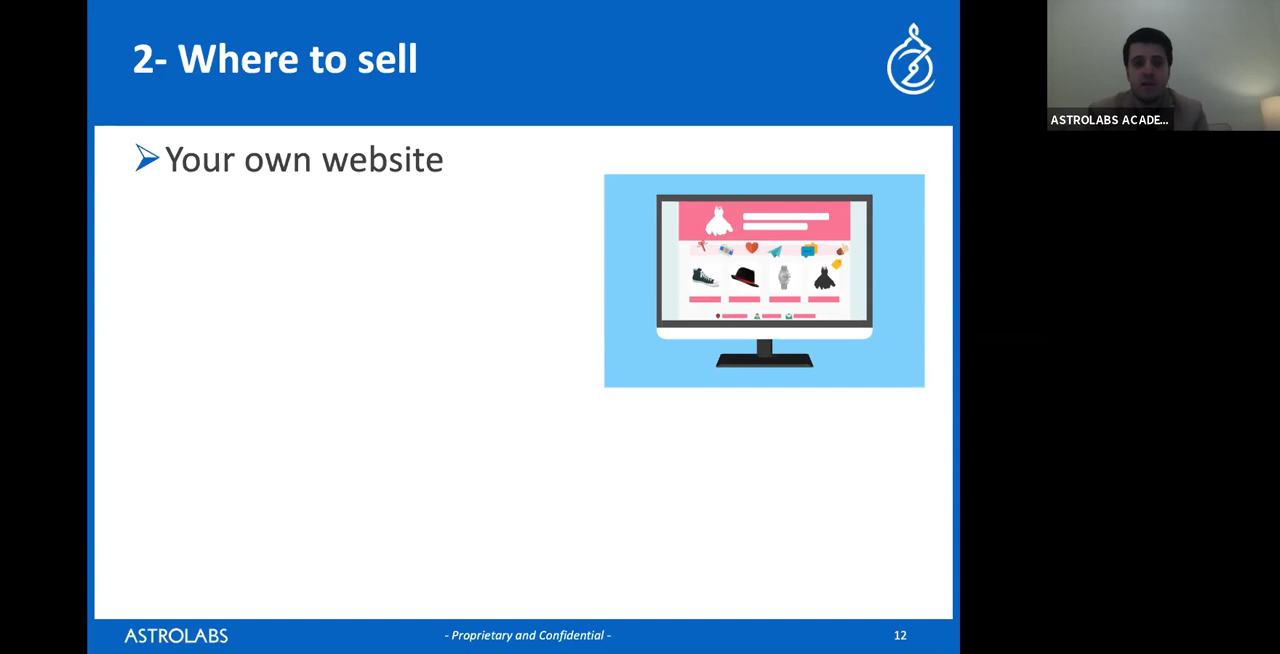 2- Where to sell
ASTROLABS ACADE...
Your own website
ASTROLABS
- Proprietary and Confidential -
12